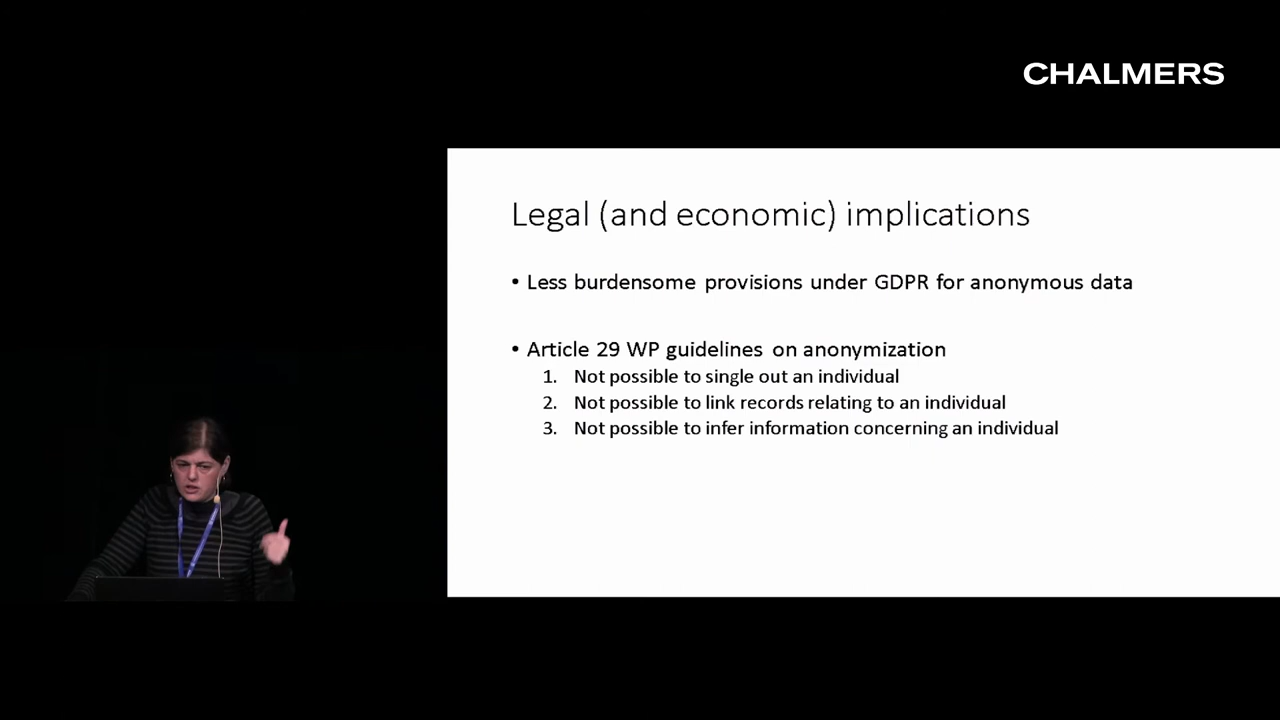 CHALMERS
Legal (and economic) implications
• Less burdensome provisions under GDPR for anonymous data
• Article 29 WP guidelines on anonymization
1. Not possible to single out an individual
2. Not possible to link records relating to an individual
3. Not possible to infer information concerning an individual